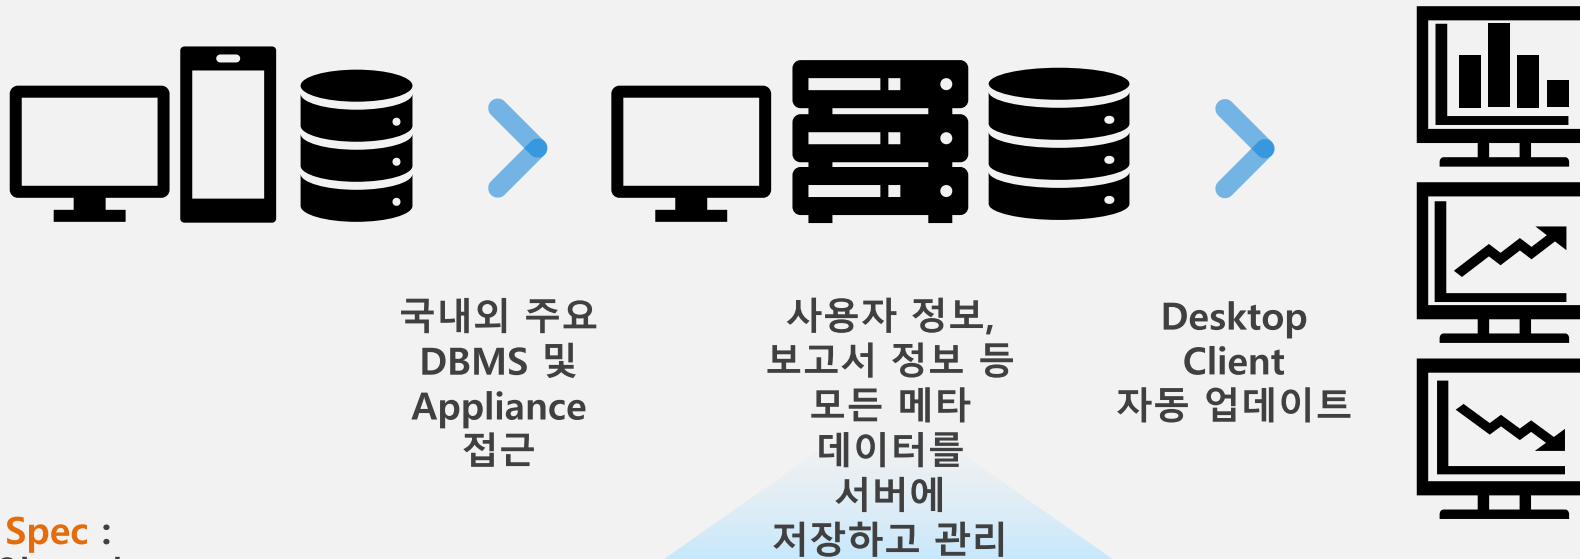 국내외 주요
DBMS 및
Appliance
접근
사용자 정보,
보고서 정보 등
모든 메타
데이터를
서버에
저장하고 관리
Desktop
Client
자동 업데이트
Spec :